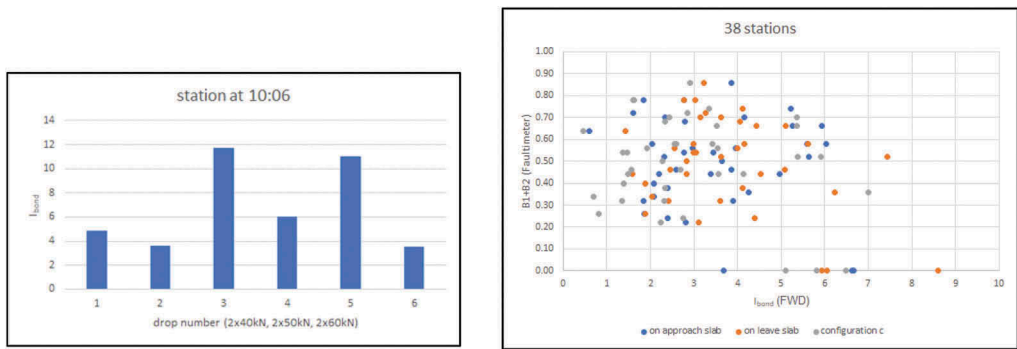 station at 10:06
14
12
10
8
6
4
2
0
I bond
1 2 3 4 5 6
drop number (2x40kN, 2x50kN, 2x60kN)
38 stations
1.00
0.90
0.80
0.70
0.60
0.50
0.40
0.30
0.20
0.10
0.00
B1+B2 (Faultimeter)
0 1 2 3 4 5 6 7 8 9 10
I bond (FWD)
on approach slab on leave slab configuration c